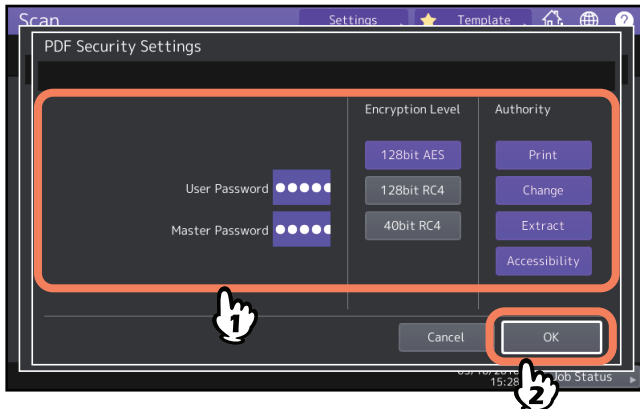 Scan Settings Template ?
PDF Security Settings
Encryption Level Authority
128bit AES Print
User Password 128bit RC4 Change
Master Password 40bit RC4 Extract
Accessibility
1
Cancel OK
15:28 Job Status
2